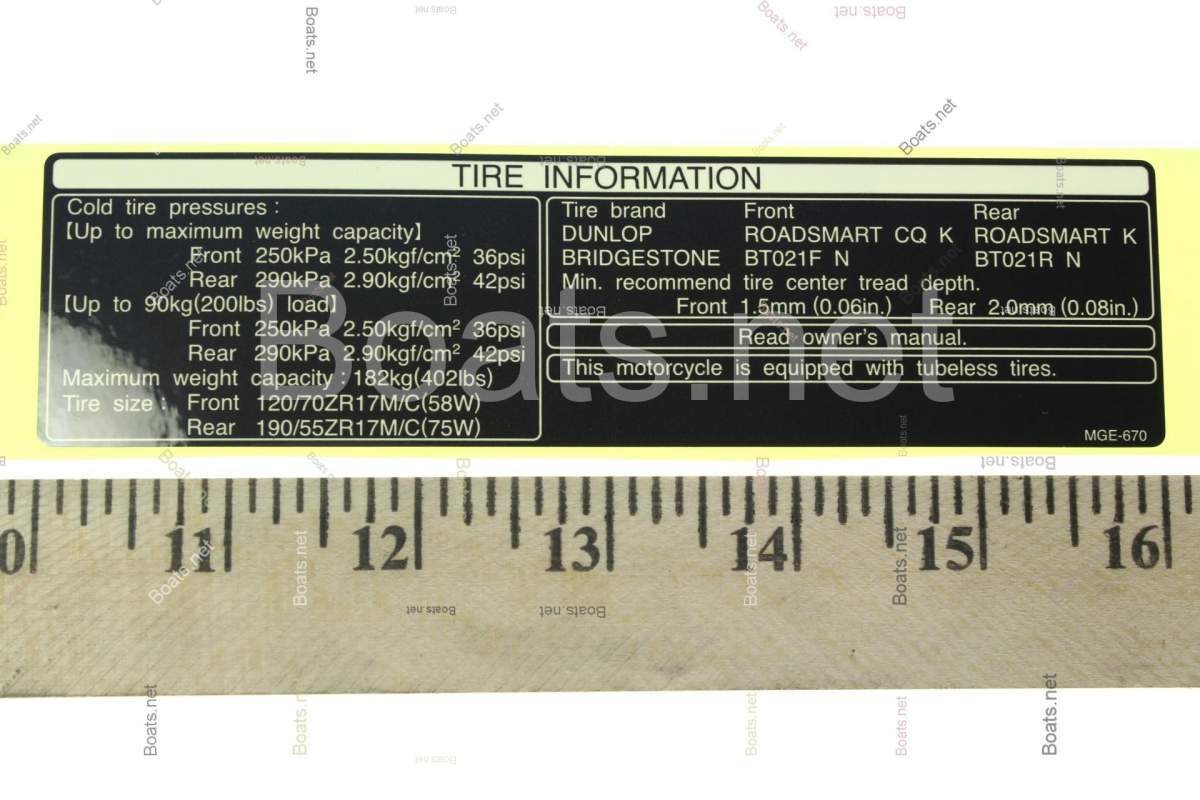 TIRE INFORMATION
Cold tire pressures :
【Up to maximum weight capacity】
Front 250kPa 2.50kgf/cm² 36psi
Rear 290kPa 2.90kgf/cm² 42psi
【Up to 90kg(200lbs) load】
Front 250kPa 2.50kgf/cm² 36psi
Rear 290kPa 2.90kgf/cm² 42psi
Maximum weight capacity : 182kg(402lbs)
Tire size : Front 120/70ZR17M/C(58W)
Rear 190/55ZR17M/C(75W)
Tire brand Front Rear
DUNLOP ROADSMART CQ K ROADSMART K
BRIDGESTONE BT021F N BT021R N
Min. recommend tire center tread depth.
Front 1.5mm (0.06in.) Rear 2.0mm (0.08in.)
Read owner's manual.
This motorcycle is equipped with tubeless tires.
MGE-670
Boats.net
0 11 12 13 14 15 16